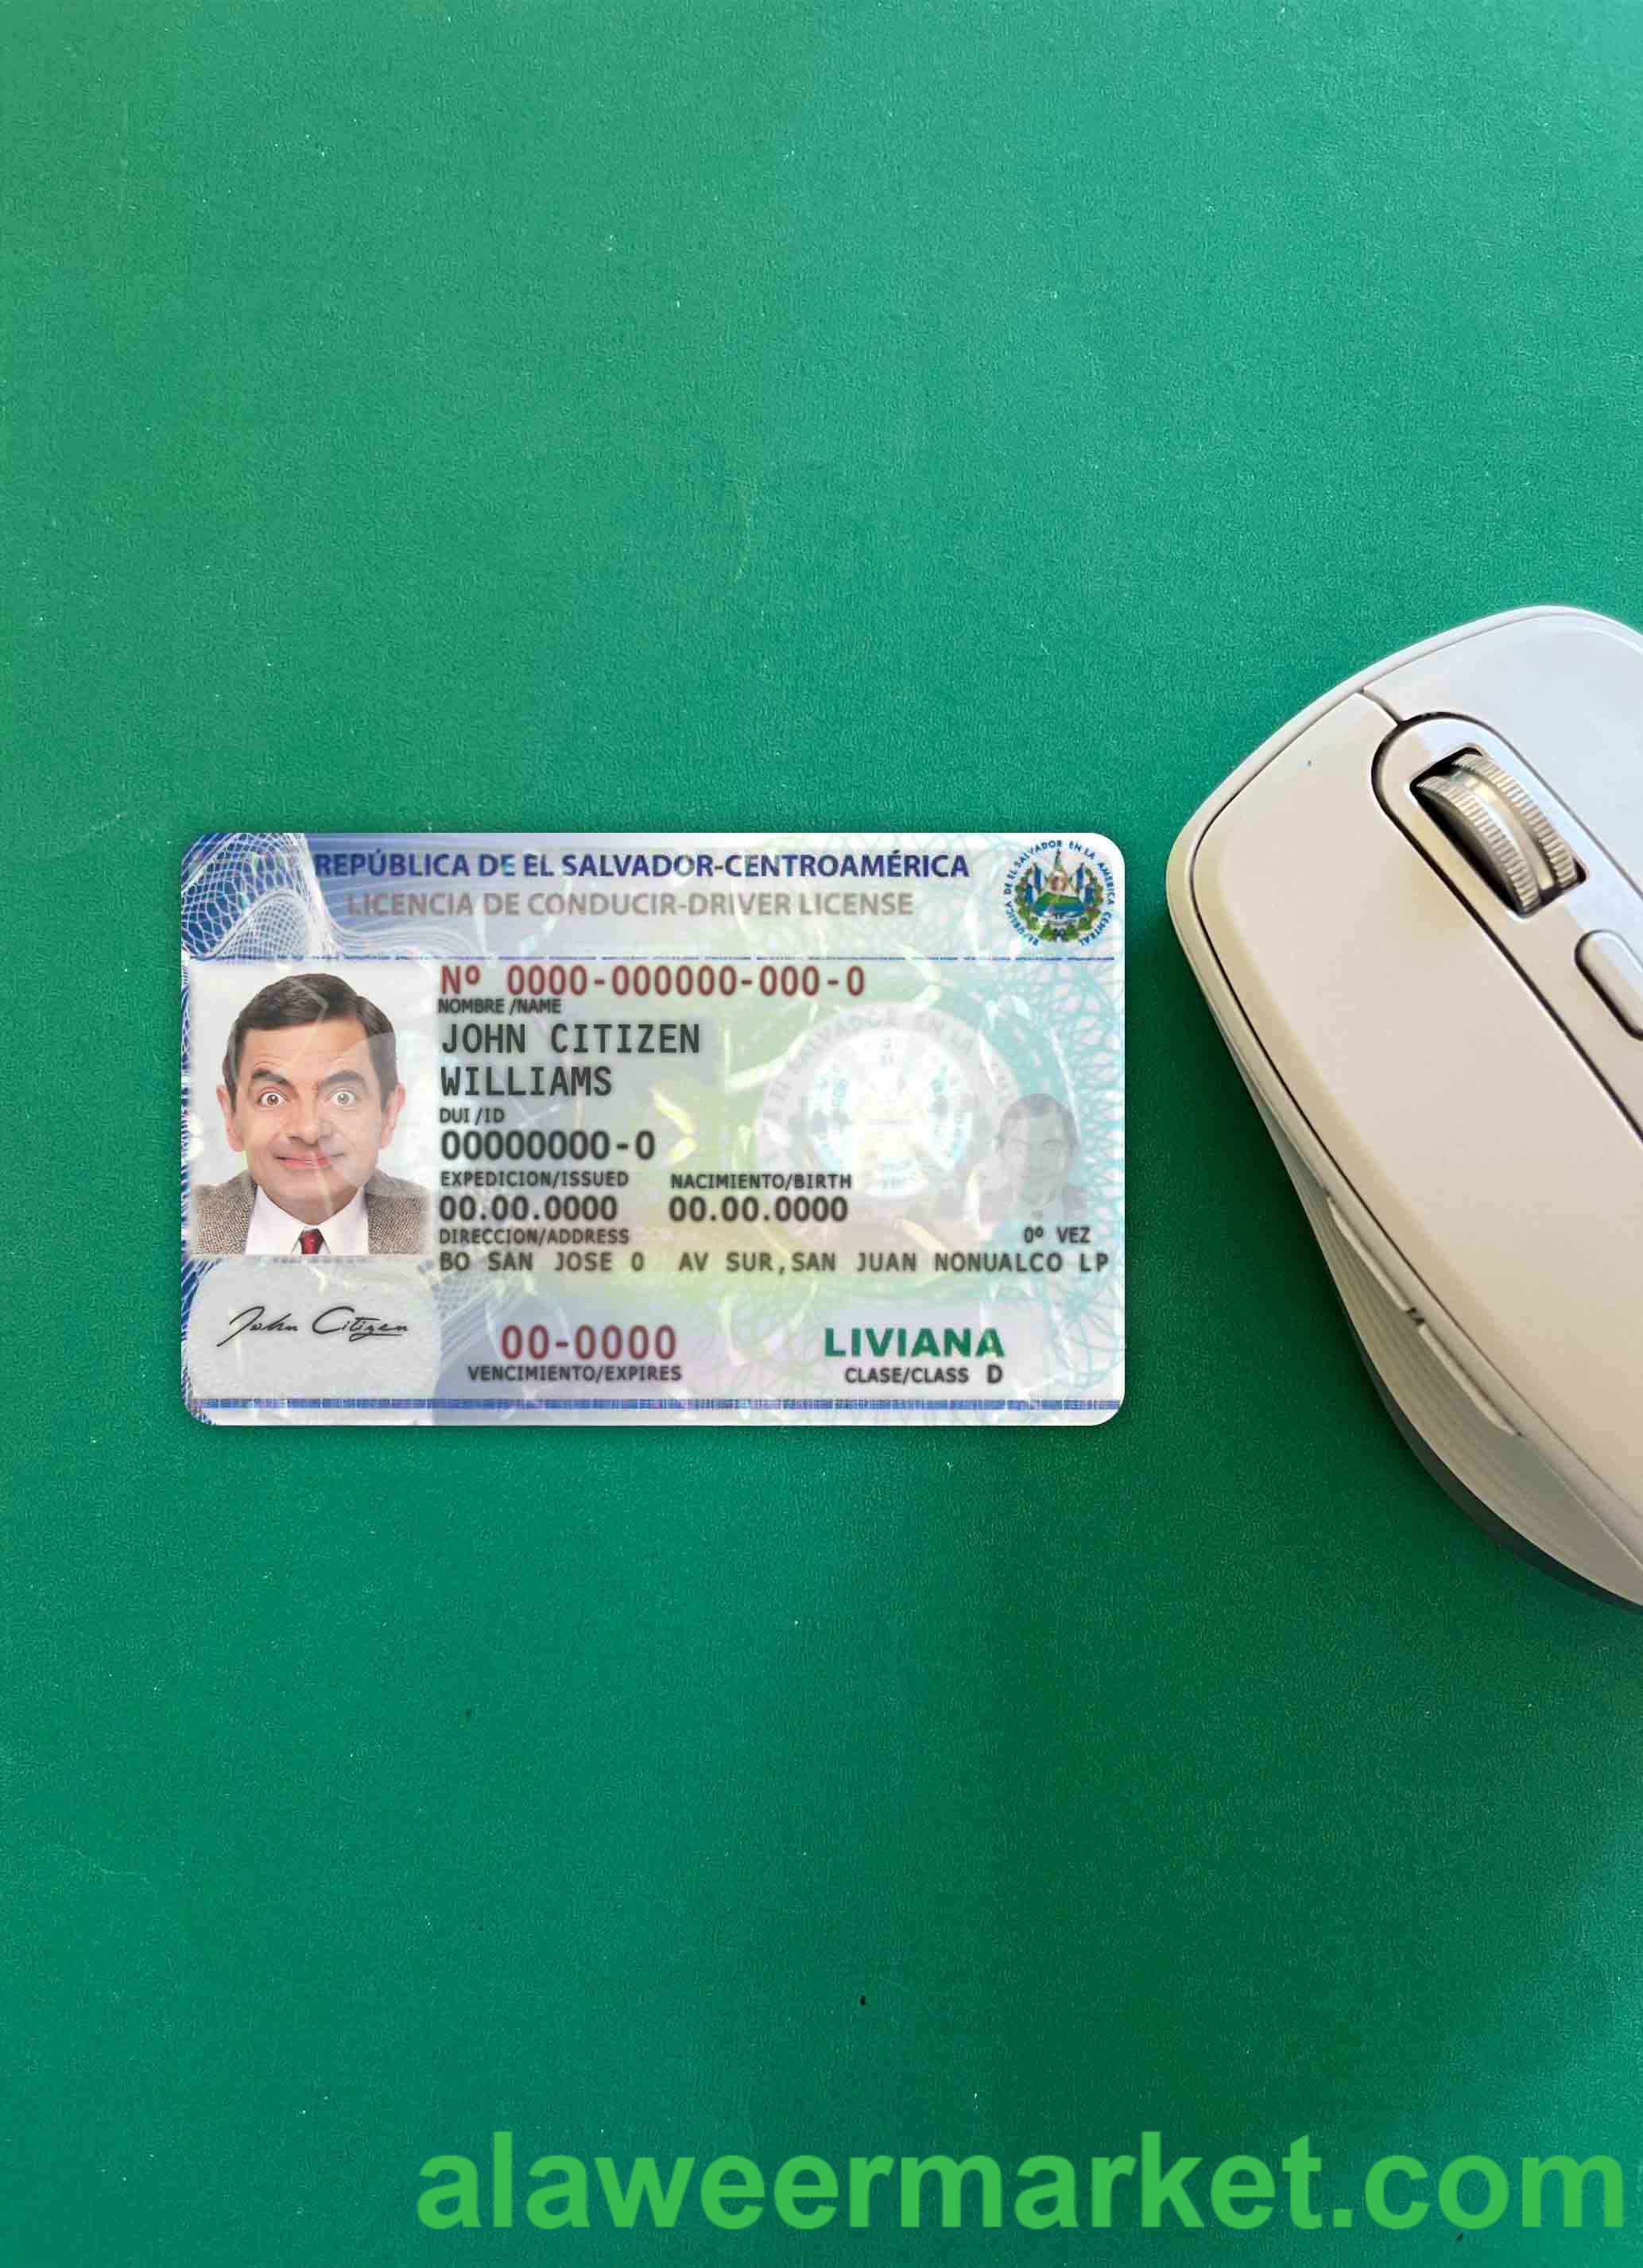 REPÚBLICA DE EL SALVADOR-CENTROAMÉRICA
LICENCIA DE CONDUCIR-DRIVER LICENSE
REPÚBLICA DE EL SALVADOR EN LA AMÉRICA CENTRAL
Nº 0000-000000-000-0
NOMBRE /NAME
JOHN CITIZEN
WILLIAMS
DUI /ID
00000000-0
EXPEDICION/ISSUED NACIMIENTO/BIRTH
00.00.0000 00.00.0000
DIRECCION/ADDRESS 0º VEZ
BO SAN JOSE 0 AV SUR,SAN JUAN NONUALCO LP
John Citizen
00-0000 LIVIANA
VENCIMIENTO/EXPIRES CLASE/CLASS D
alaweermarket.com